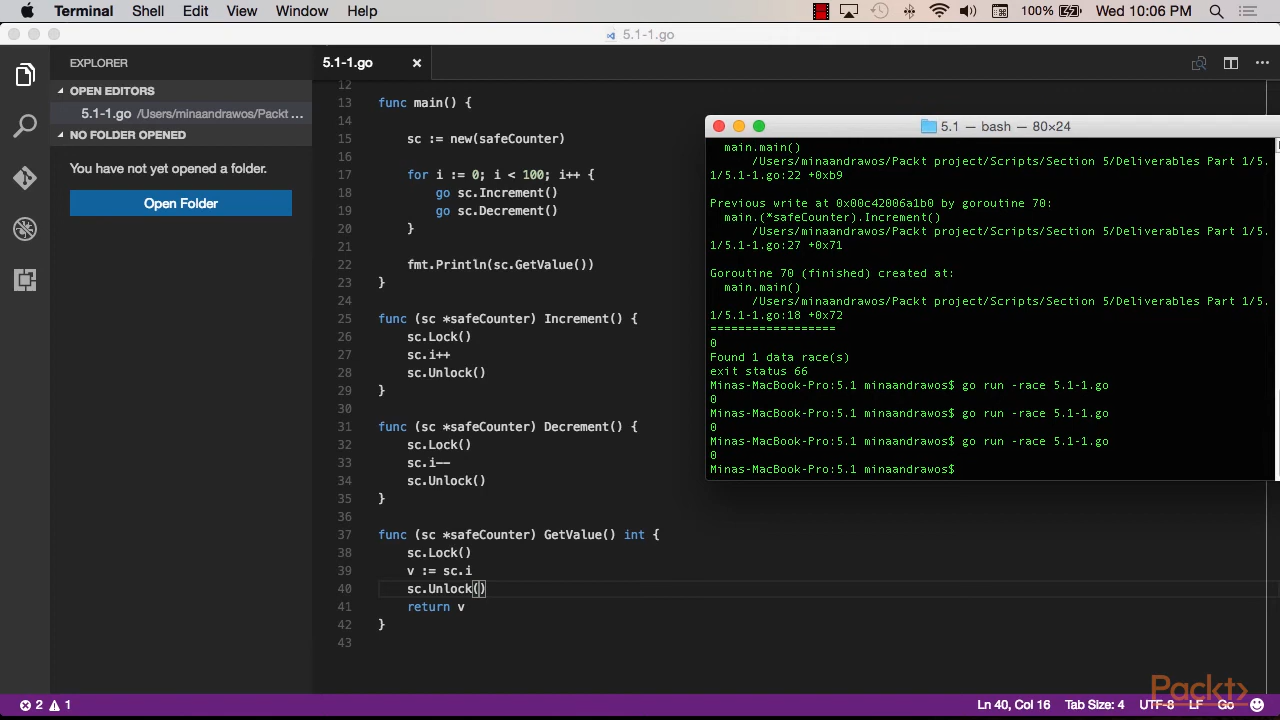 Terminal Shell Edit View Window Help 100% Wed 10:06 PM
5.1-1.go
EXPLORER
OPEN EDITORS
5.1-1.go /Users/minaandrawos/Packt ...
NO FOLDER OPENED
You have not yet opened a folder.
Open Folder
5.1-1.go
12
13 func main() {
14
15 sc := new(safeCounter)
16
17 for i := 0; i < 100; i++ {
18 go sc.Increment()
19 go sc.Decrement()
20 }
21
22 fmt.Println(sc.GetValue())
23 }
24
25 func (sc *safeCounter) Increment() {
26 sc.Lock()
27 sc.i++
28 sc.Unlock()
29 }
30
31 func (sc *safeCounter) Decrement() {
32 sc.Lock()
33 sc.i--
34 sc.Unlock()
35 }
36
37 func (sc *safeCounter) GetValue() int {
38 sc.Lock()
39 v := sc.i
40 sc.Unlock()
41 return v
42 }
43
5.1 — bash — 80×24
main.main()
/Users/minaandrawos/Packt project/Scripts/Section 5/Deliverables Part 1/5.
1/5.1-1.go:22 +0xb9
Previous write at 0x00c42006a1b0 by goroutine 70:
main.(*safeCounter).Increment()
/Users/minaandrawos/Packt project/Scripts/Section 5/Deliverables Part 1/5.
1/5.1-1.go:27 +0x71
Goroutine 70 (finished) created at:
main.main()
/Users/minaandrawos/Packt project/Scripts/Section 5/Deliverables Part 1/5.
1/5.1-1.go:18 +0x72
==================
0
Found 1 data race(s)
exit status 66
Minas-MacBook-Pro:5.1 minaandrawos$ go run -race 5.1-1.go
0
Minas-MacBook-Pro:5.1 minaandrawos$ go run -race 5.1-1.go
0
Minas-MacBook-Pro:5.1 minaandrawos$ go run -race 5.1-1.go
0
Minas-MacBook-Pro:5.1 minaandrawos$
Packt>
2 1 Ln 40, Col 16 Tab Size: 4 UTF-8 LF Go